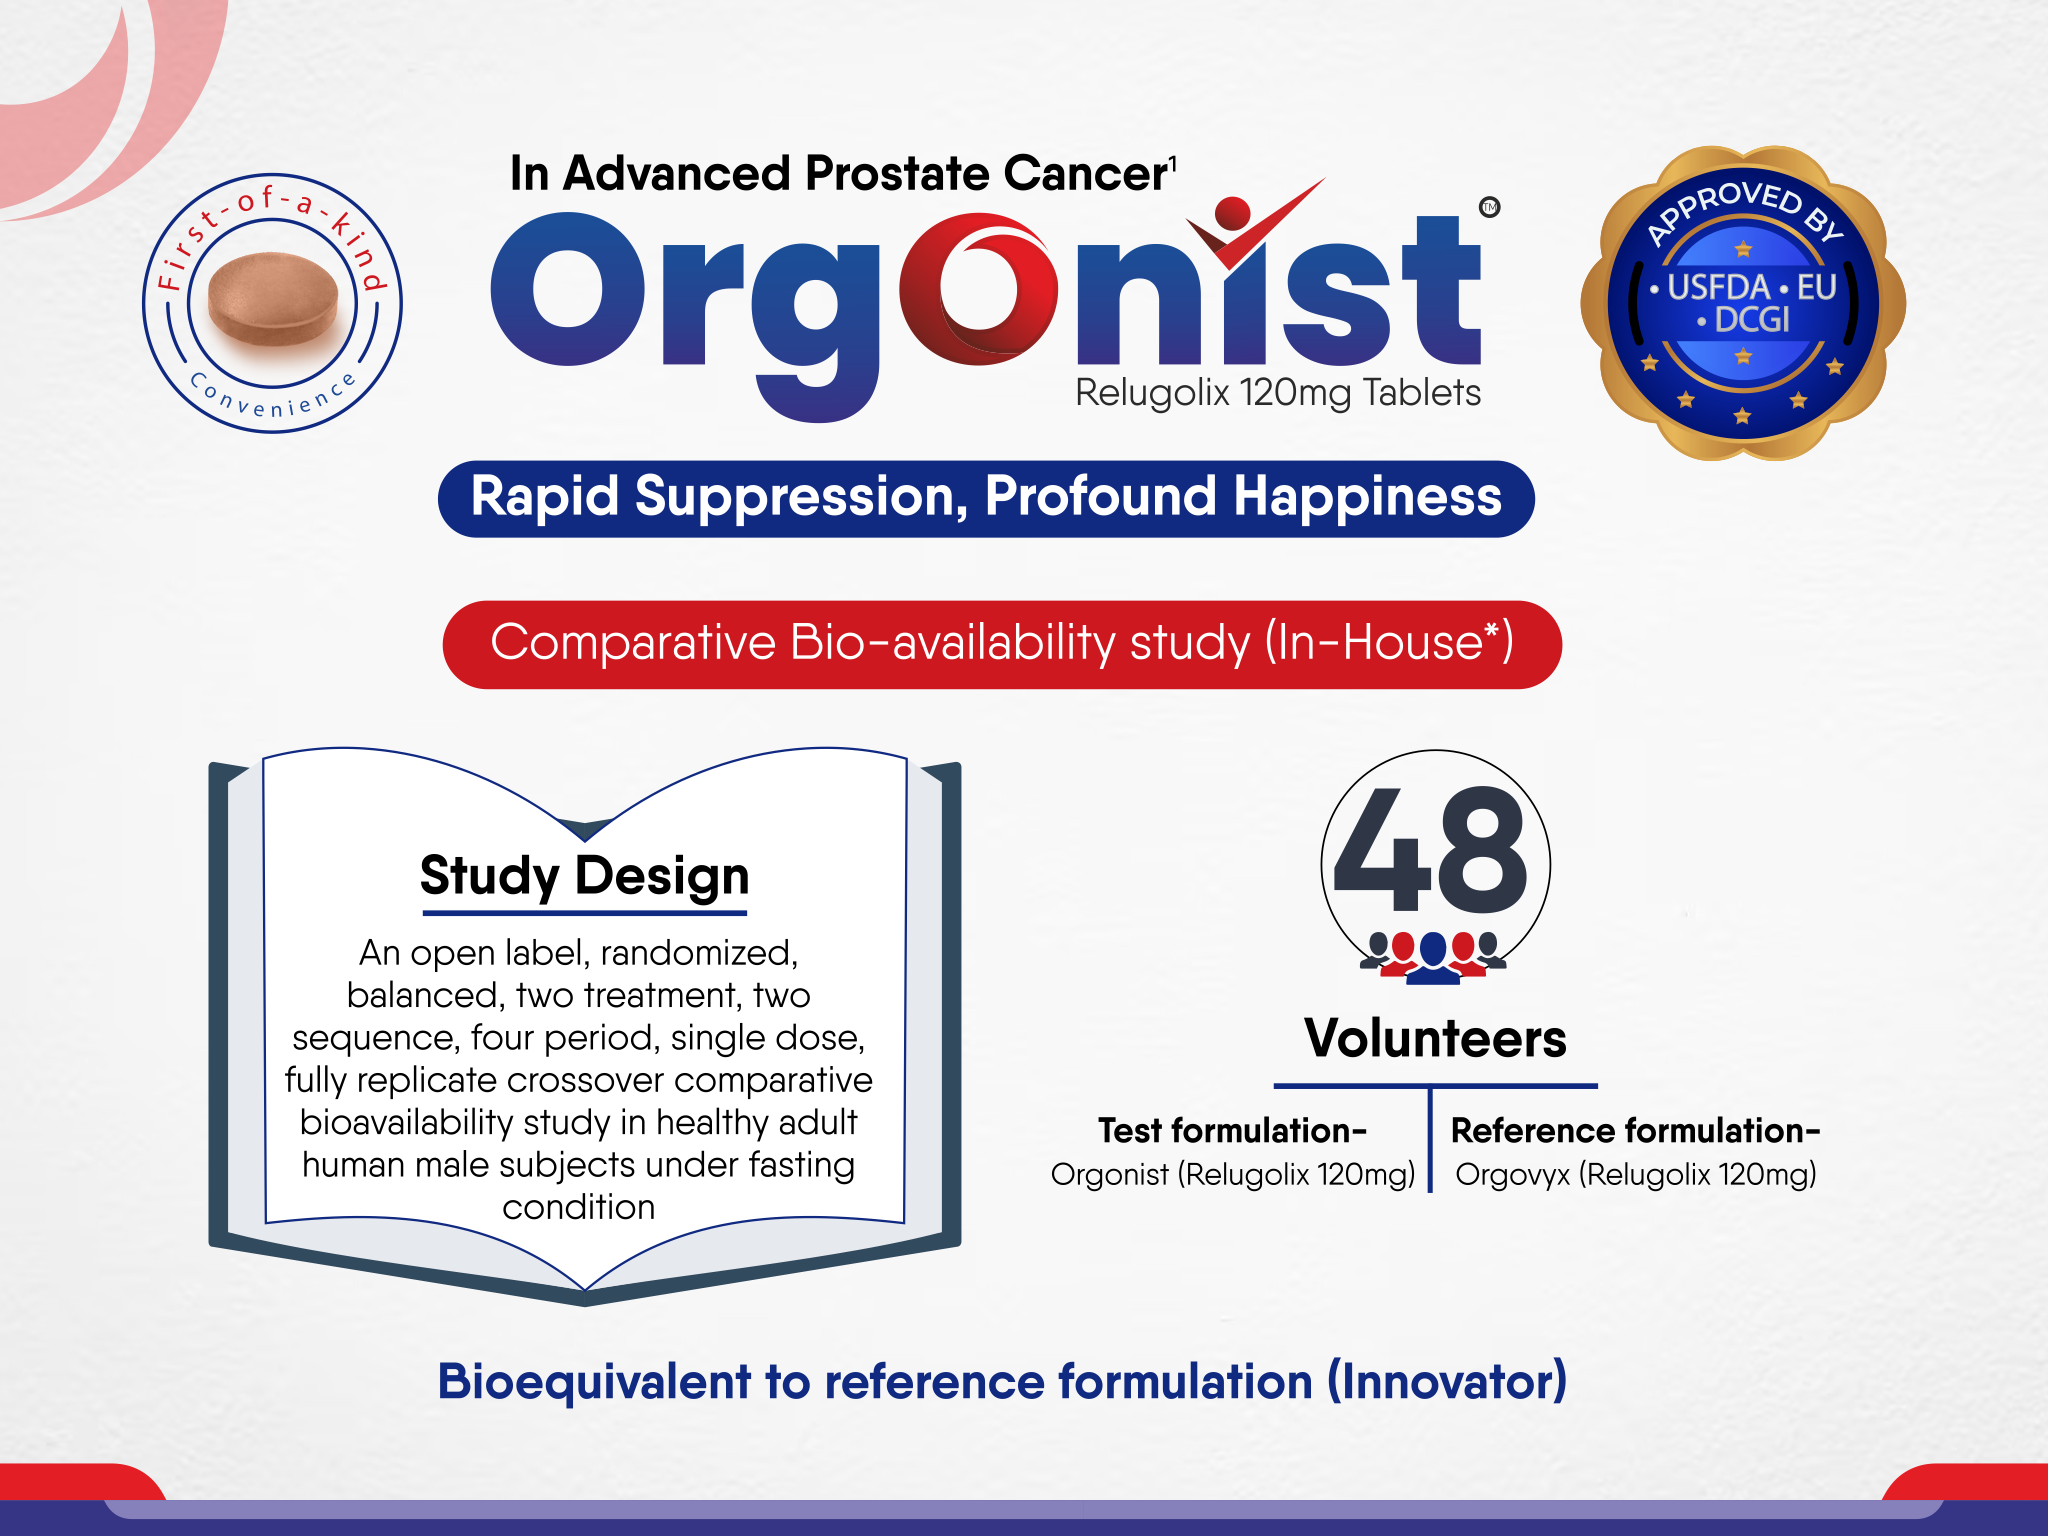 In Advanced Prostate Cancer¹
Orgonist ™
Relugolix 120mg Tablets
First-of-a-kind
Convenience
APPROVED BY
• USFDA • EU
• DCGI
Rapid Suppression, Profound Happiness
Comparative Bio-availability study (In-House*)
Study Design
An open label, randomized,
balanced, two treatment, two
sequence, four period, single dose,
fully replicate crossover comparative
bioavailability study in healthy adult
human male subjects under fasting
condition
48
Volunteers
Test formulation-
Orgonist (Relugolix 120mg)
Reference formulation-
Orgovyx (Relugolix 120mg)
Bioequivalent to reference formulation (Innovator)